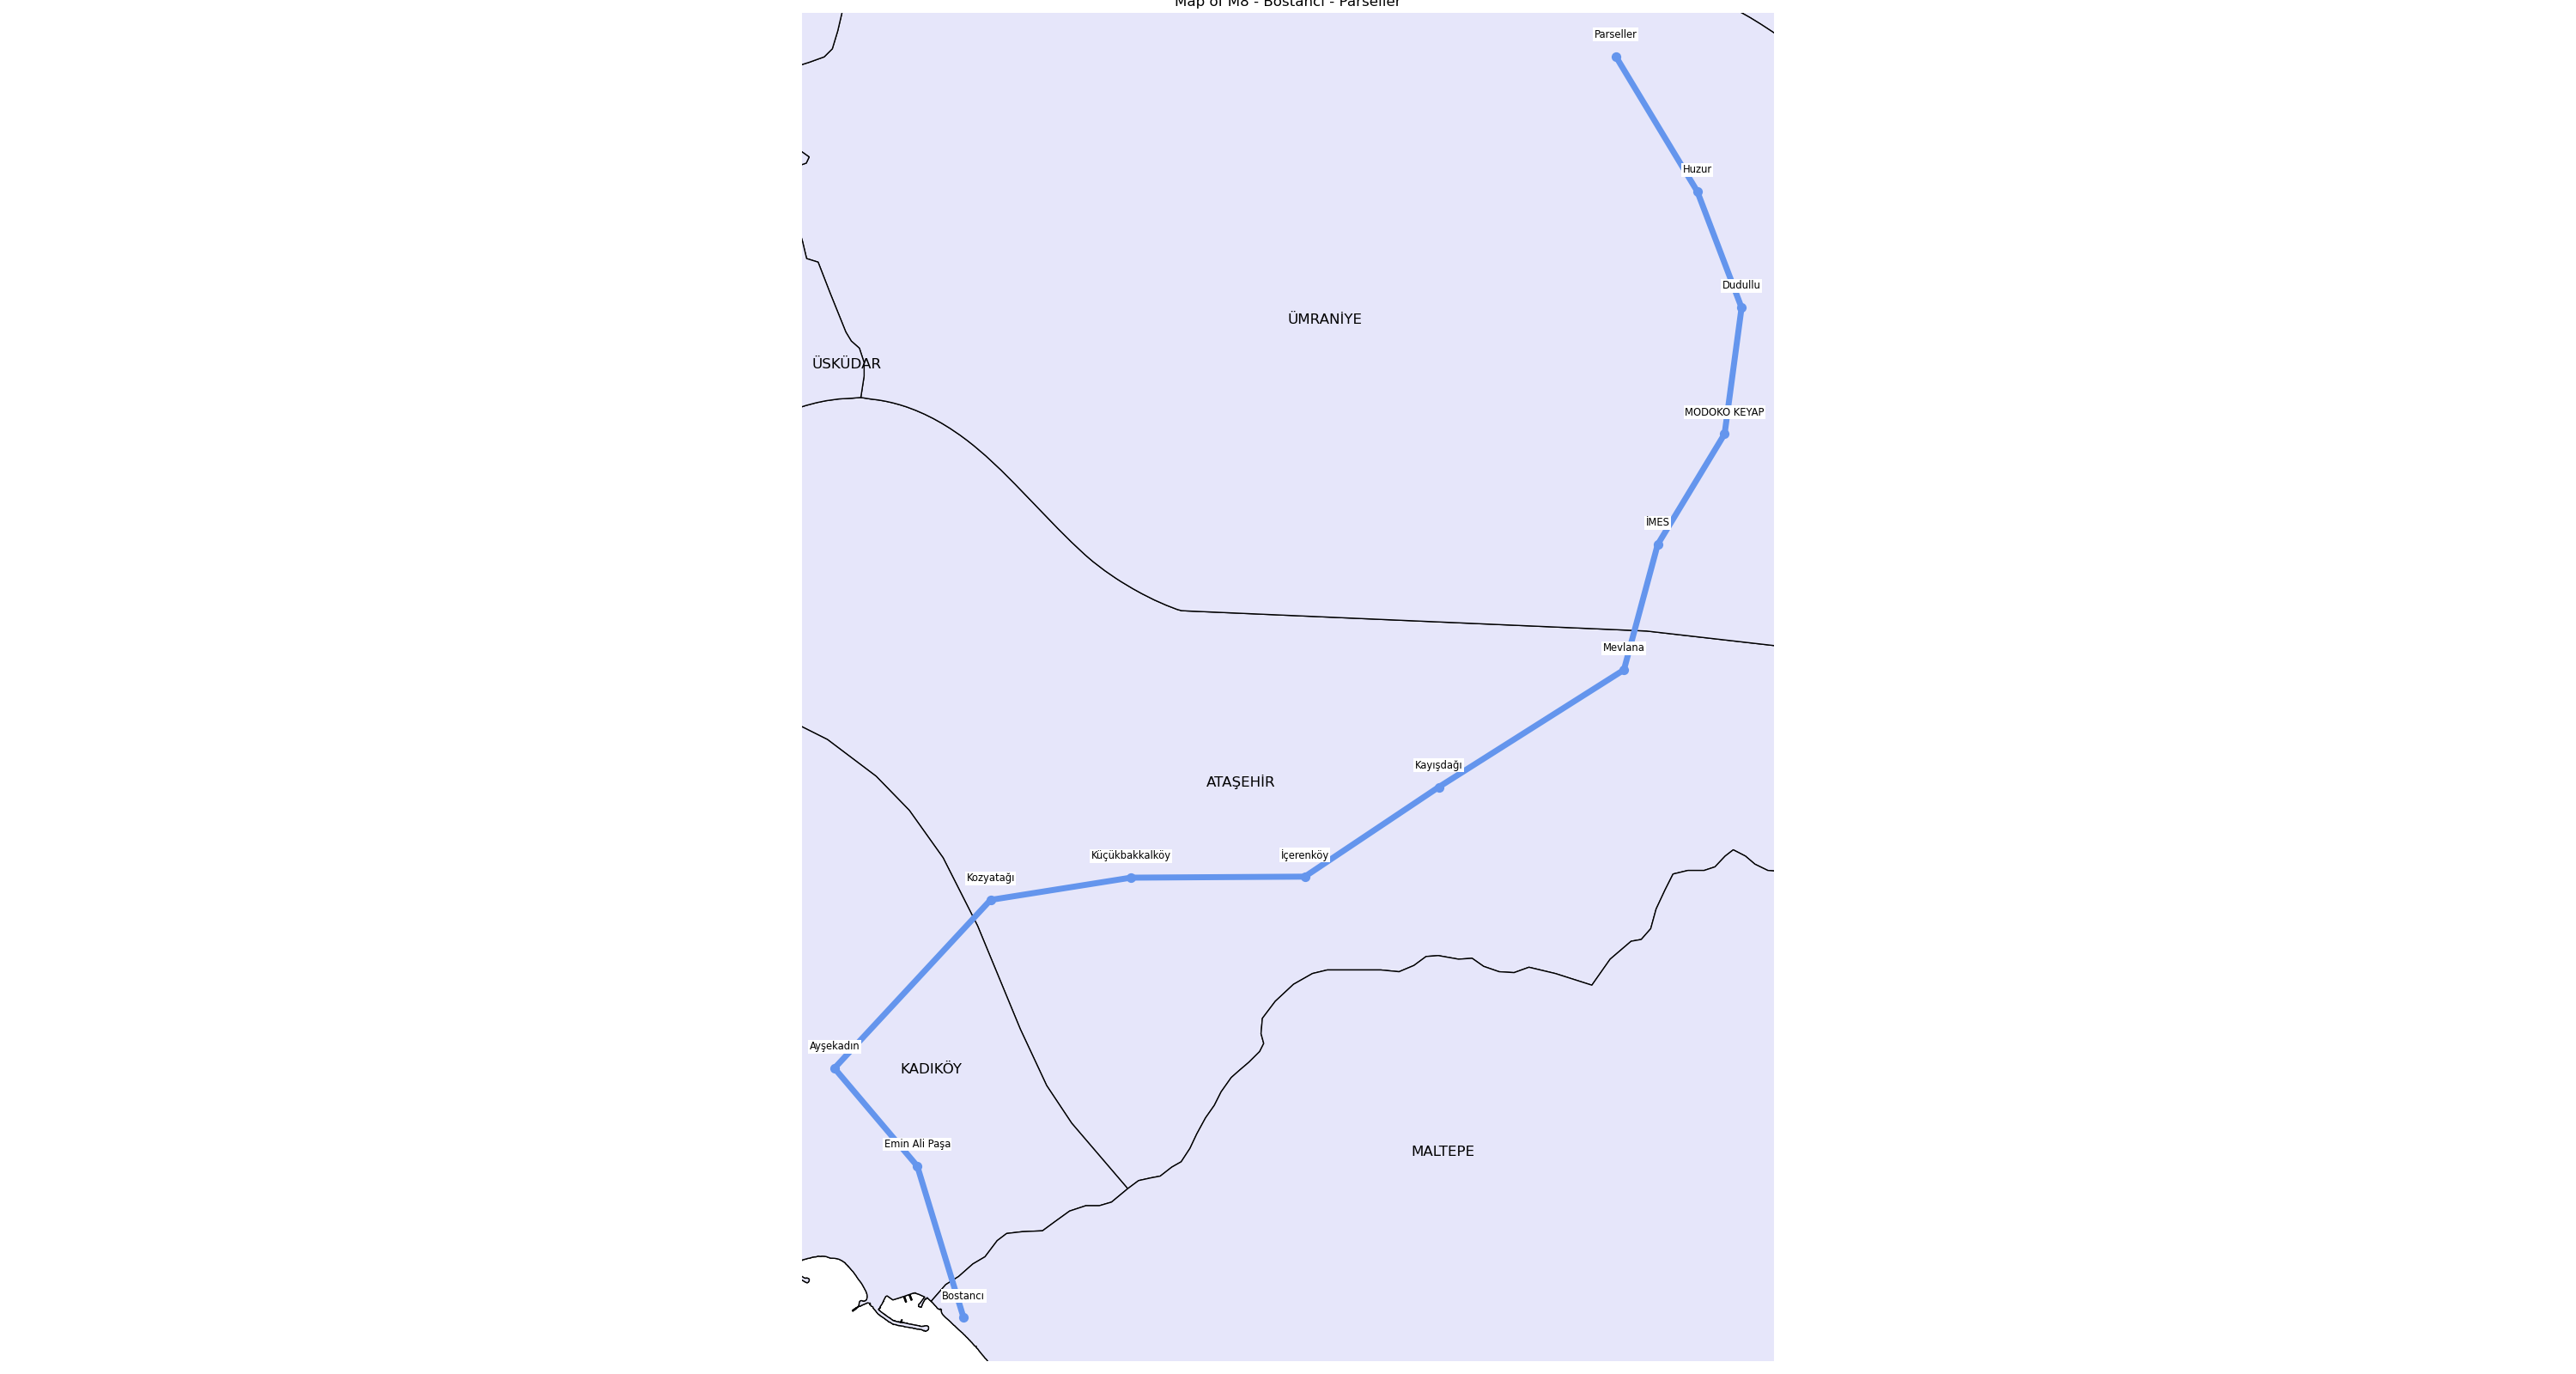 Map of M8 - Bostancı - Parseller
Parseller
Huzur
Dudullu
ÜMRANİYE
ÜSKÜDAR
MODOKO KEYAP
İMES
Mevlana
Kayışdağı
ATAŞEHİR
Küçükbakkalköy
İçerenköy
Kozyatağı
Ayşekadın
KADIKÖY
Emin Ali Paşa
MALTEPE
Bostancı